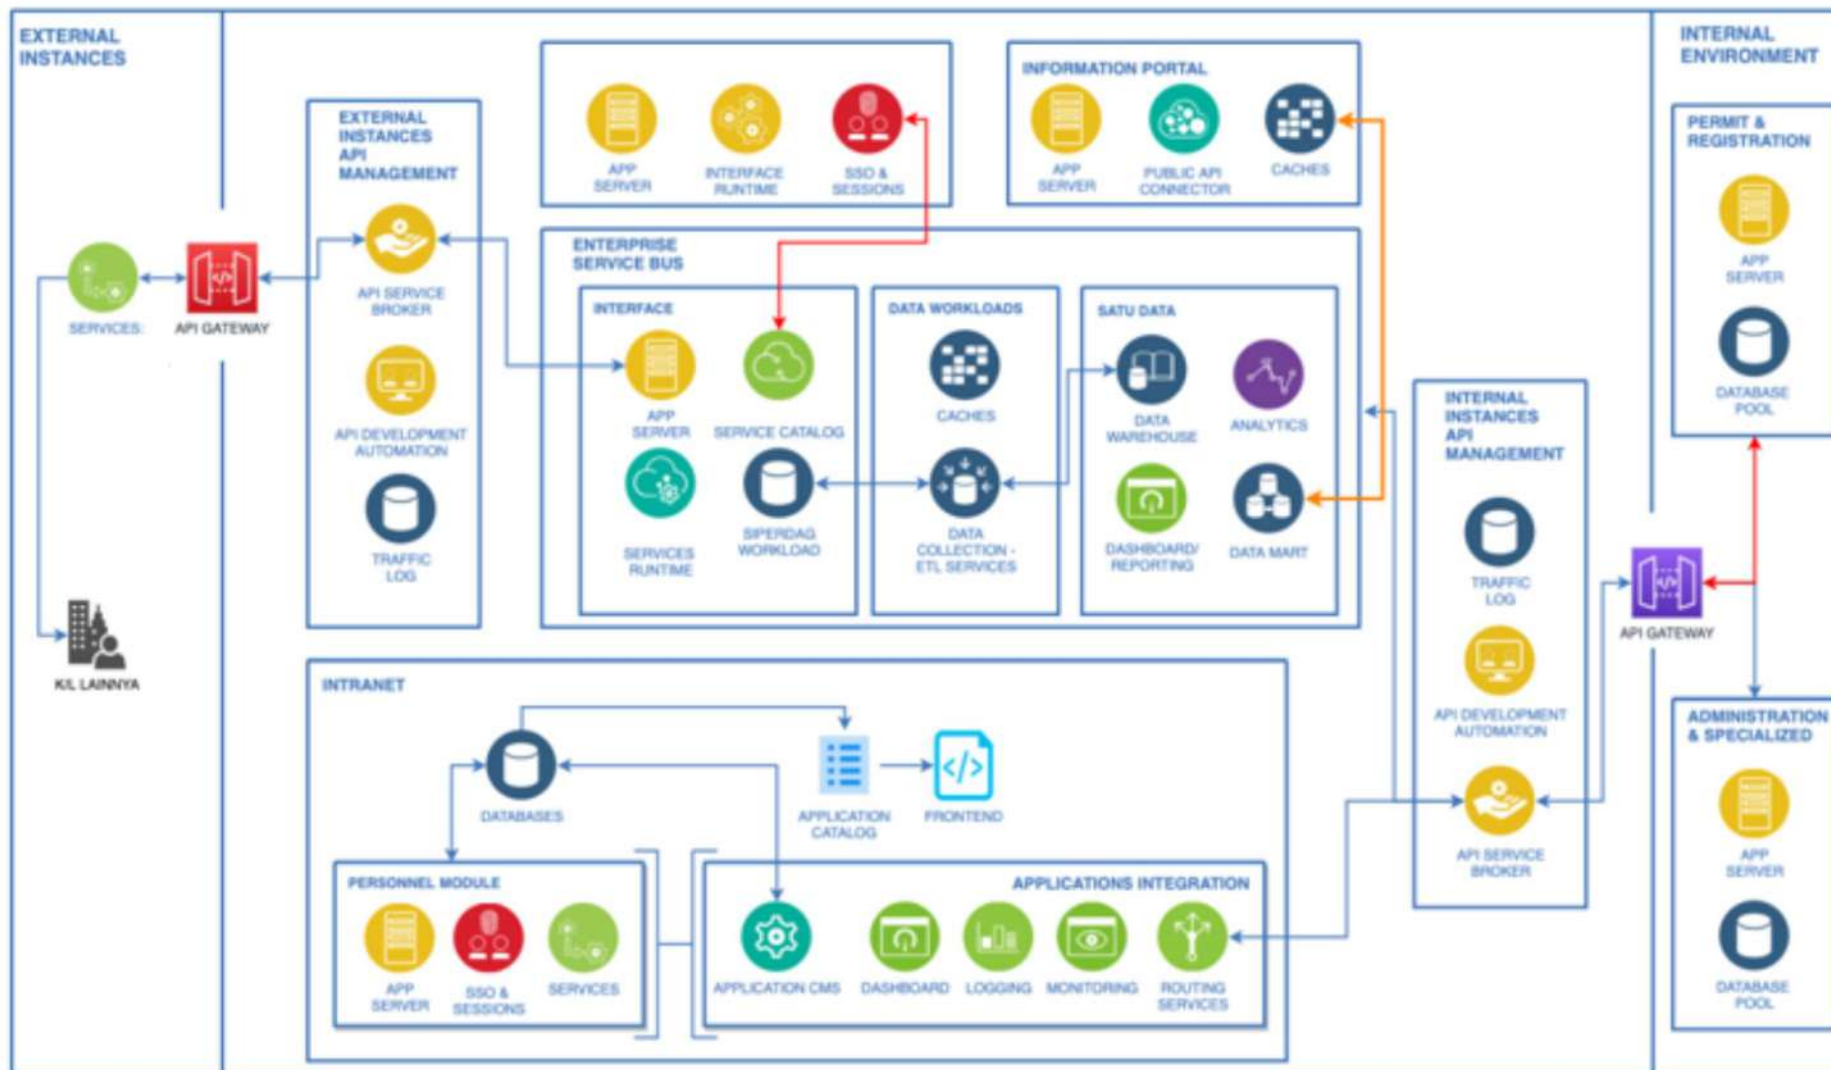 EXTERNAL
INSTANCES
INTERNAL
ENVIRONMENT
EXTERNAL
INSTANCES
API
MANAGEMENT
API SERVICE
BROKER
API DEVELOPMENT
AUTOMATION
TRAFFIC
LOG
SERVICES:
API GATEWAY
K/L LAINNYA
APP
SERVER
INTERFACE
RUNTIME
SSO &
SESSIONS
INFORMATION PORTAL
APP
SERVER
PUBLIC API
CONNECTOR
CACHES
ENTERPRISE
SERVICE BUS
INTERFACE
APP
SERVER
SERVICE CATALOG
SERVICES
RUNTIME
SIPERDAG
WORKLOAD
DATA WORKLOADS
CACHES
DATA
COLLECTION -
ETL SERVICES
SATU DATA
DATA
WAREHOUSE
ANALYTICS
DASHBOARD/
REPORTING
DATA MART
INTRANET
DATABASES
APPLICATION
CATALOG
FRONTEND
PERSONNEL MODULE
APP
SERVER
SSO &
SESSIONS
SERVICES
APPLICATIONS INTEGRATION
APPLICATION CMS
DASHBOARD
LOGGING
MONITORING
ROUTING
SERVICES
INTERNAL
INSTANCES
API
MANAGEMENT
TRAFFIC
LOG
API DEVELOPMENT
AUTOMATION
API SERVICE
BROKER
API GATEWAY
PERMIT &
REGISTRATION
APP
SERVER
DATABASE
POOL
ADMINISTRATION
& SPECIALIZED
APP
SERVER
DATABASE
POOL